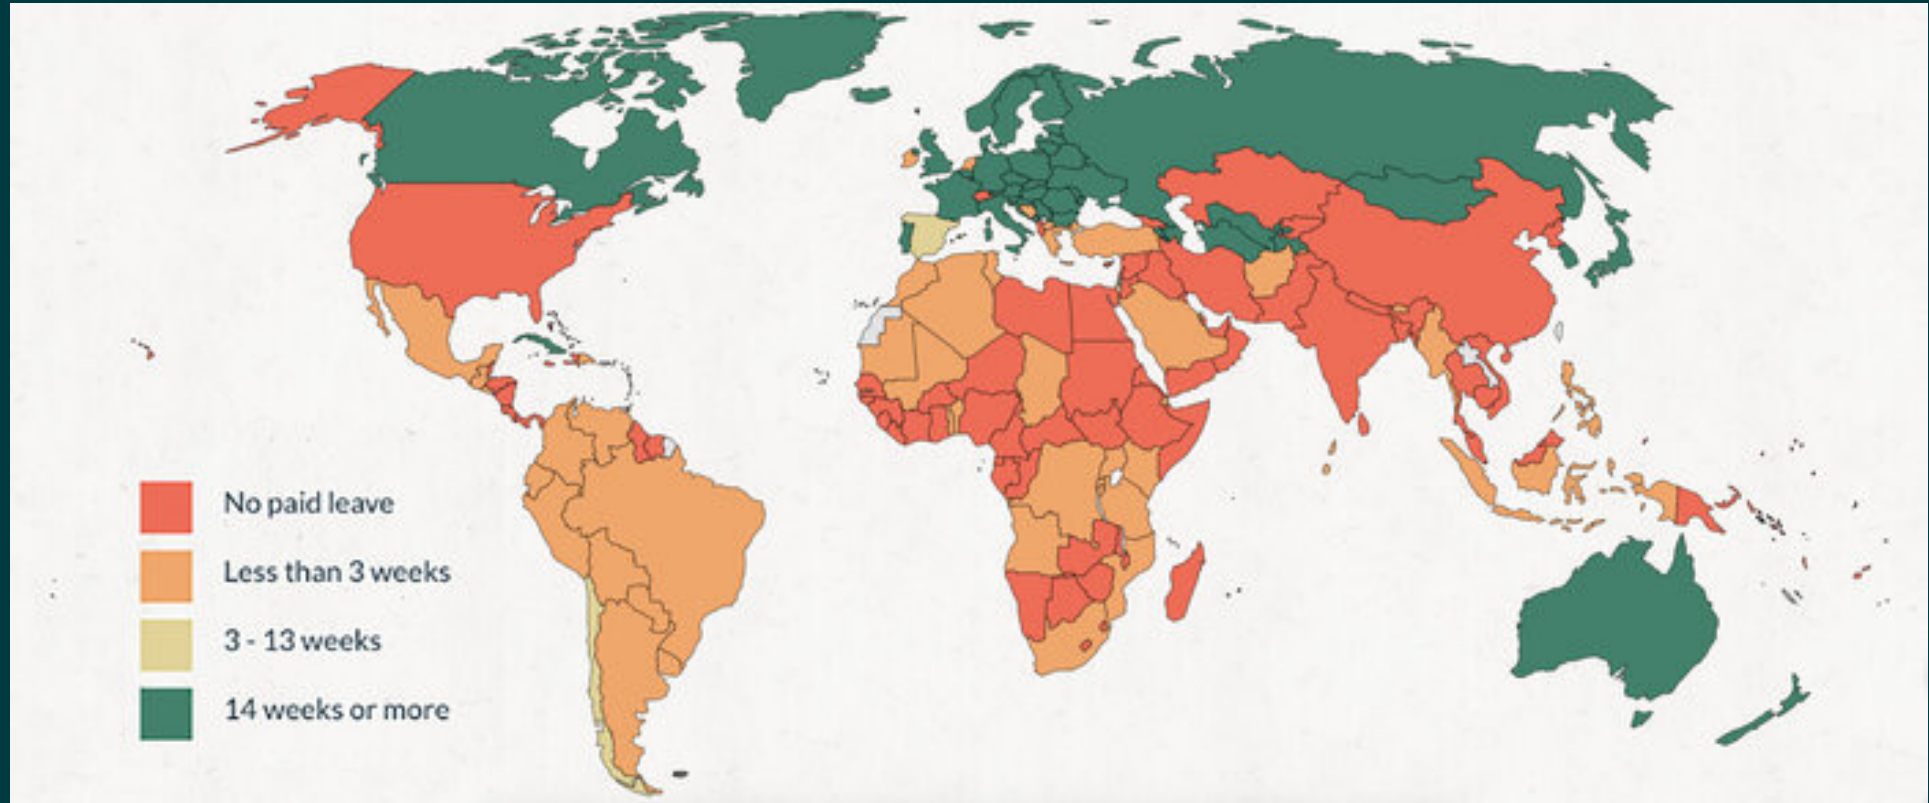 No paid leave
Less than 3 weeks
3 - 13 weeks
14 weeks or more